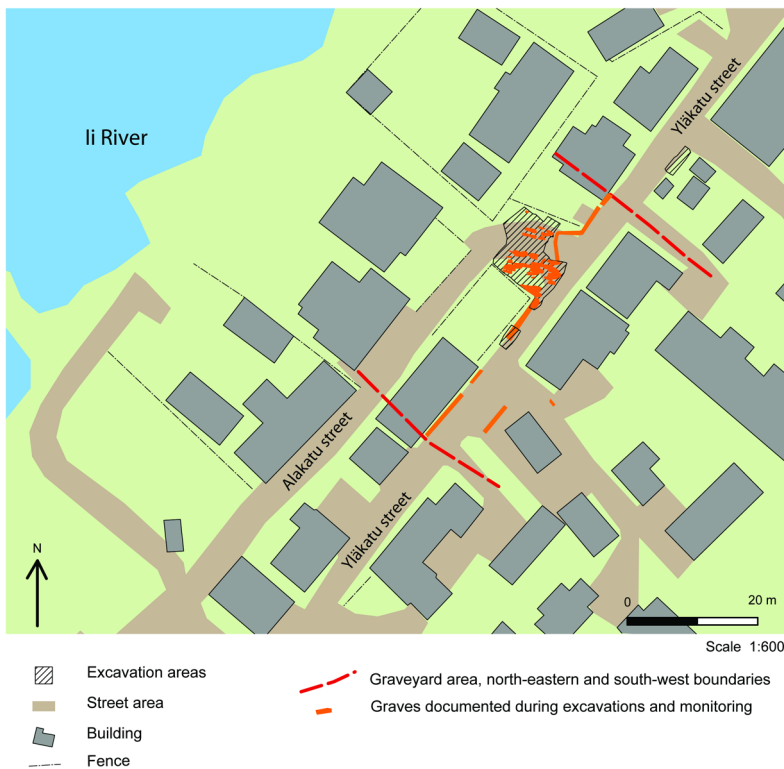 Ii River
Yläkatu street
Alakatu street
Yläkatu street
N
0 20 m
Scale 1:600
Excavation areas
Street area
Building
Fence
Graveyard area, north-eastern and south-west boundaries
Graves documented during excavations and monitoring